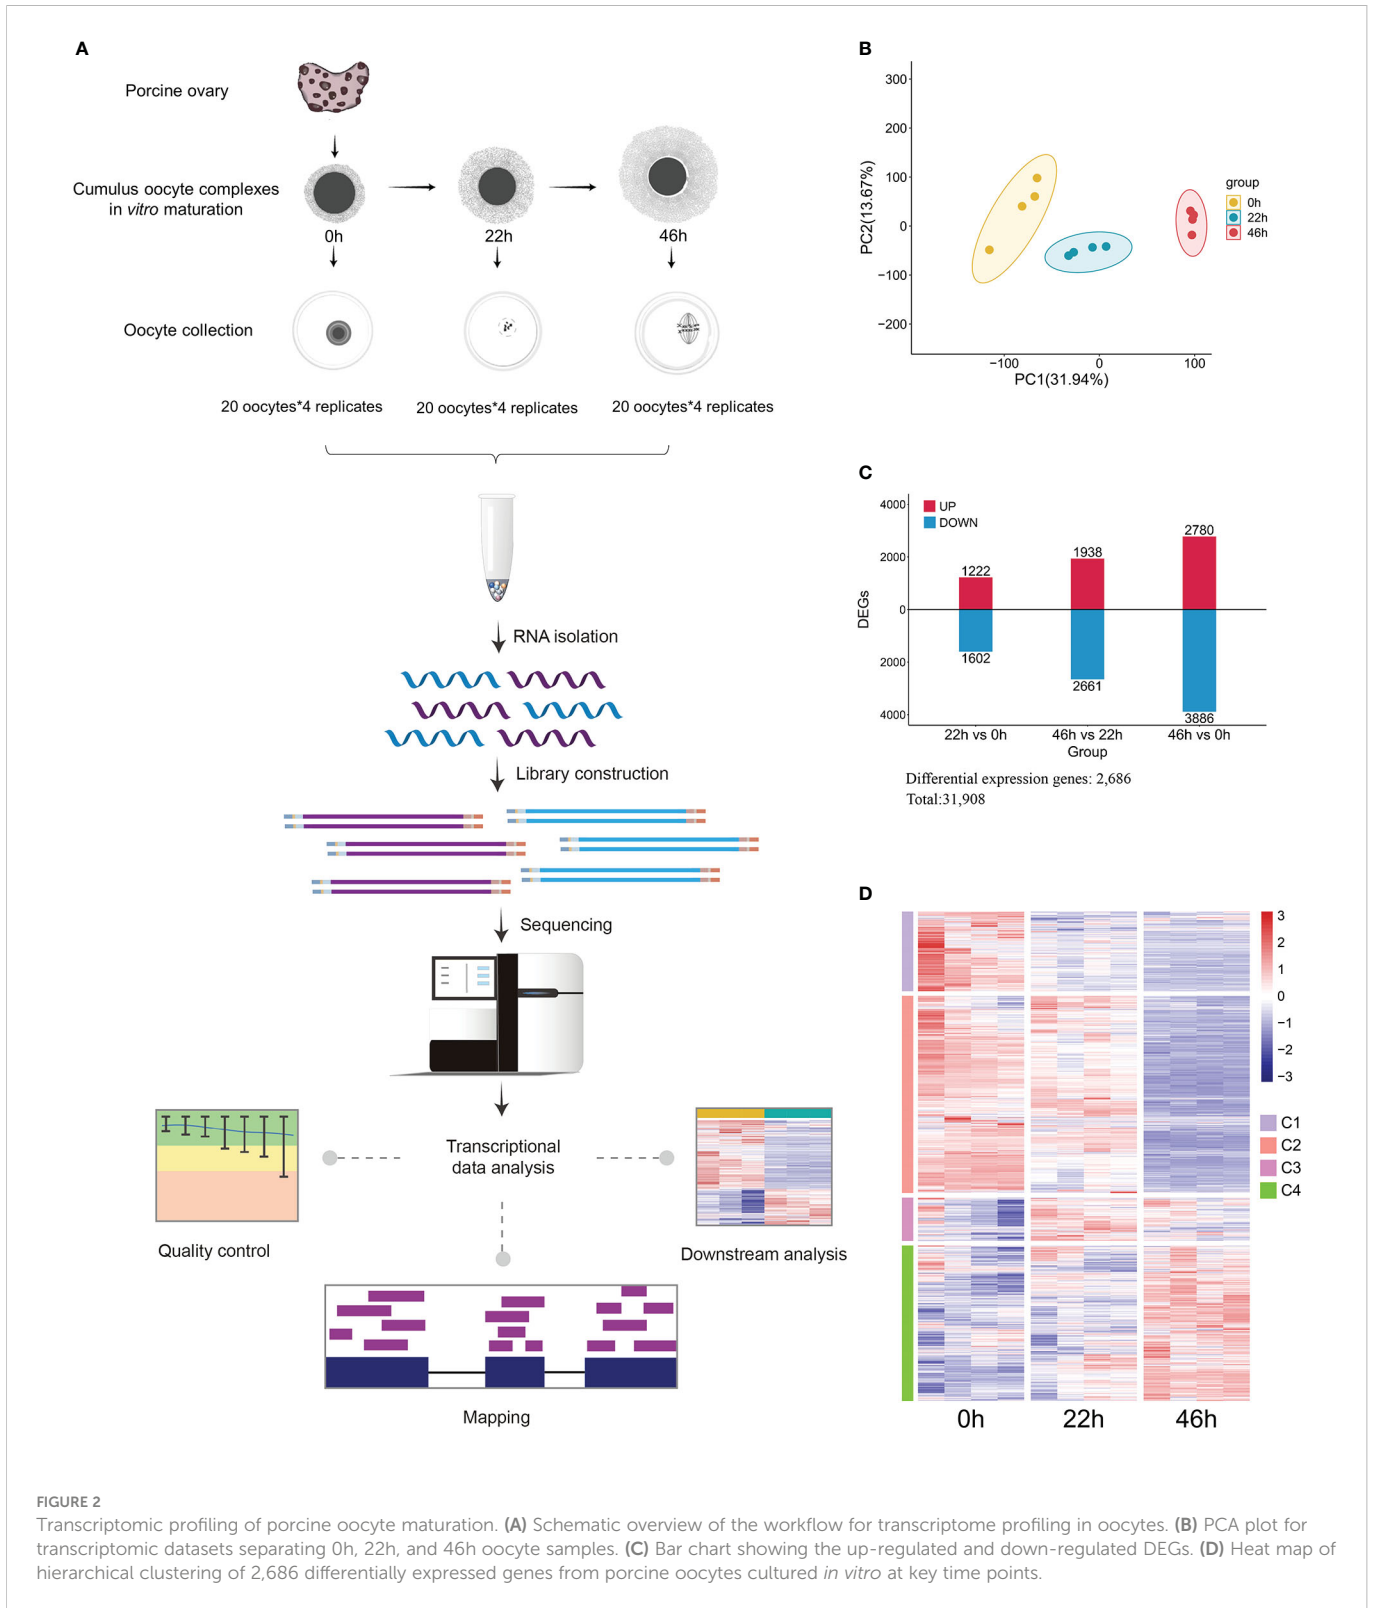 A
Porcine ovary
Cumulus oocyte complexes
in vitro maturation
0h
22h
46h
Oocyte collection
20 oocytes*4 replicates
20 oocytes*4 replicates
20 oocytes*4 replicates
RNA isolation
Library construction
Sequencing
Transcriptional
data analysis
Quality control
Downstream analysis
Mapping
B
300
200
100
0
−100
−200
PC2(13.67%)
−100
0
100
PC1(31.94%)
group
0h
22h
46h
C
4000
2000
0
2000
4000
DEGs
UP
DOWN
1222
1938
2780
1602
2661
3886
22h vs 0h
46h vs 22h
46h vs 0h
Group
Differential expression genes: 2,686
Total:31,908
D
3
2
1
0
−1
−2
−3
C1
C2
C3
C4
0h
22h
46h
FIGURE 2
Transcriptomic profiling of porcine oocyte maturation. (A) Schematic overview of the workflow for transcriptome profiling in oocytes. (B) PCA plot for
transcriptomic datasets separating 0h, 22h, and 46h oocyte samples. (C) Bar chart showing the up-regulated and down-regulated DEGs. (D) Heat map of
hierarchical clustering of 2,686 differentially expressed genes from porcine oocytes cultured in vitro at key time points.